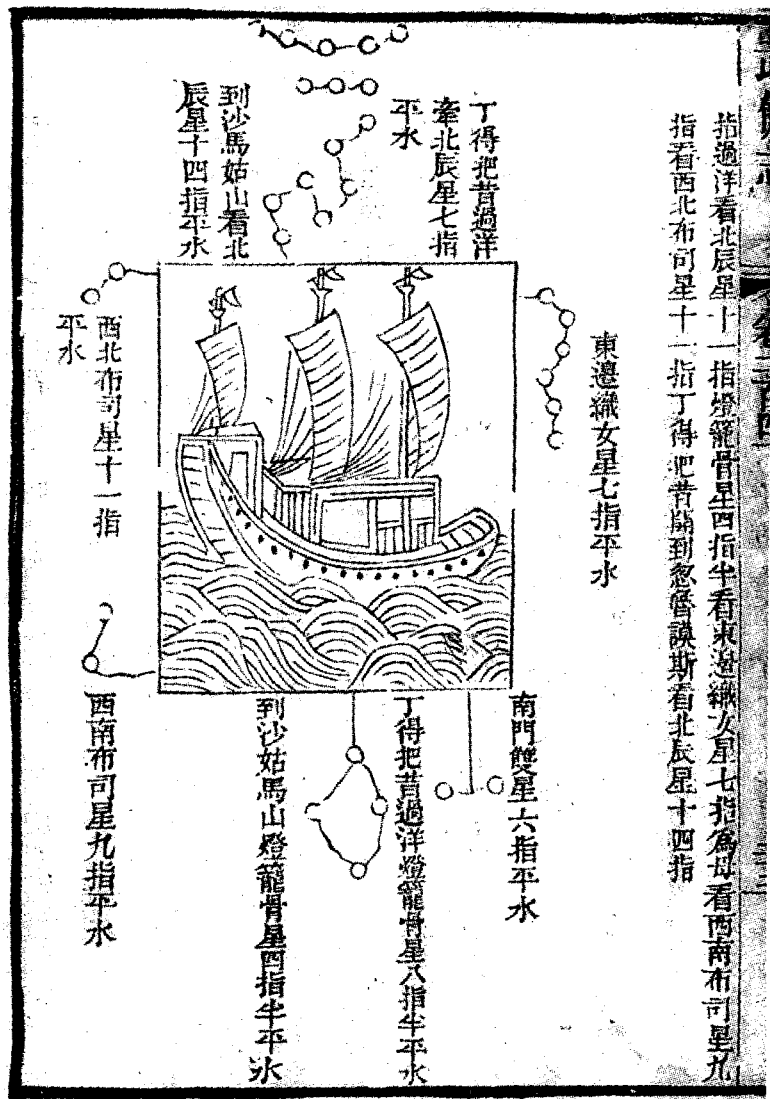 指過洋看北辰星十一指燈籠骨星四指半看東邊織女星七指為母看西南布司星九
指看西北布司星十一指丁得把昔開到忽魯謨斯看北辰星十四指
東邊織女星七指平水
丁得把昔過洋
牽北辰星七指
平水
到沙馬姑山看北
辰星十四指平水
西北布司星十一指
平水
南門雙星六指平水
丁得把昔過洋燈籠骨星八指半平水
到沙姑馬山燈籠骨星四指半平水
西南布司星九指平水